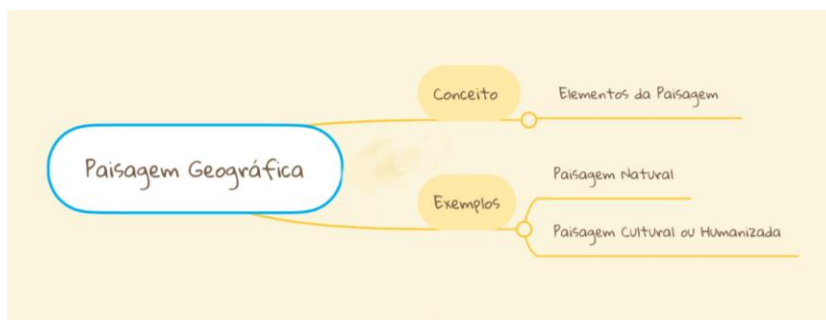 Paisagem Geográfica
Conceito
Elementos da Paisagem
Exemplos
Paisagem Natural
Paisagem Cultural ou Humanizada